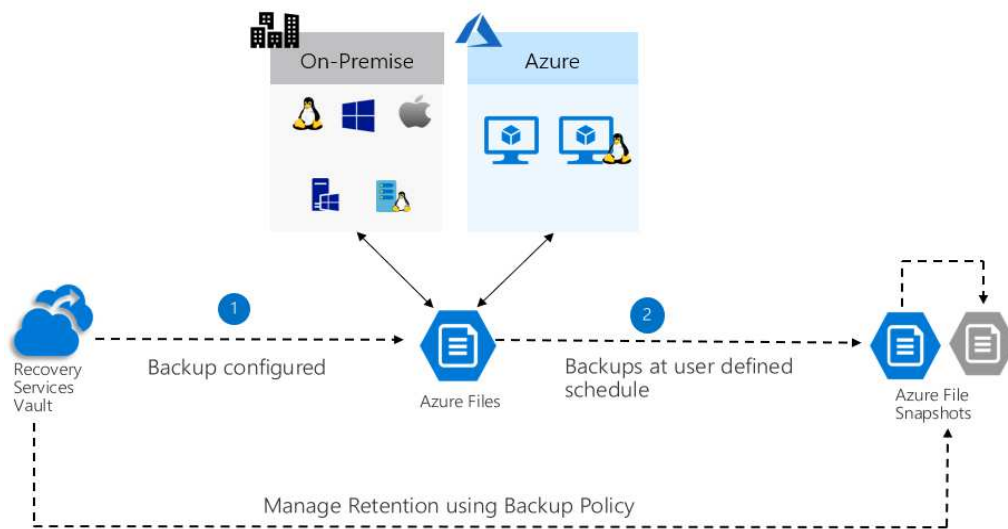 On-Premise
Azure
1
2
Backup configured
Backups at user defined
schedule
Recovery
Services
Vault
Azure Files
Azure File
Snapshots
Manage Retention using Backup Policy